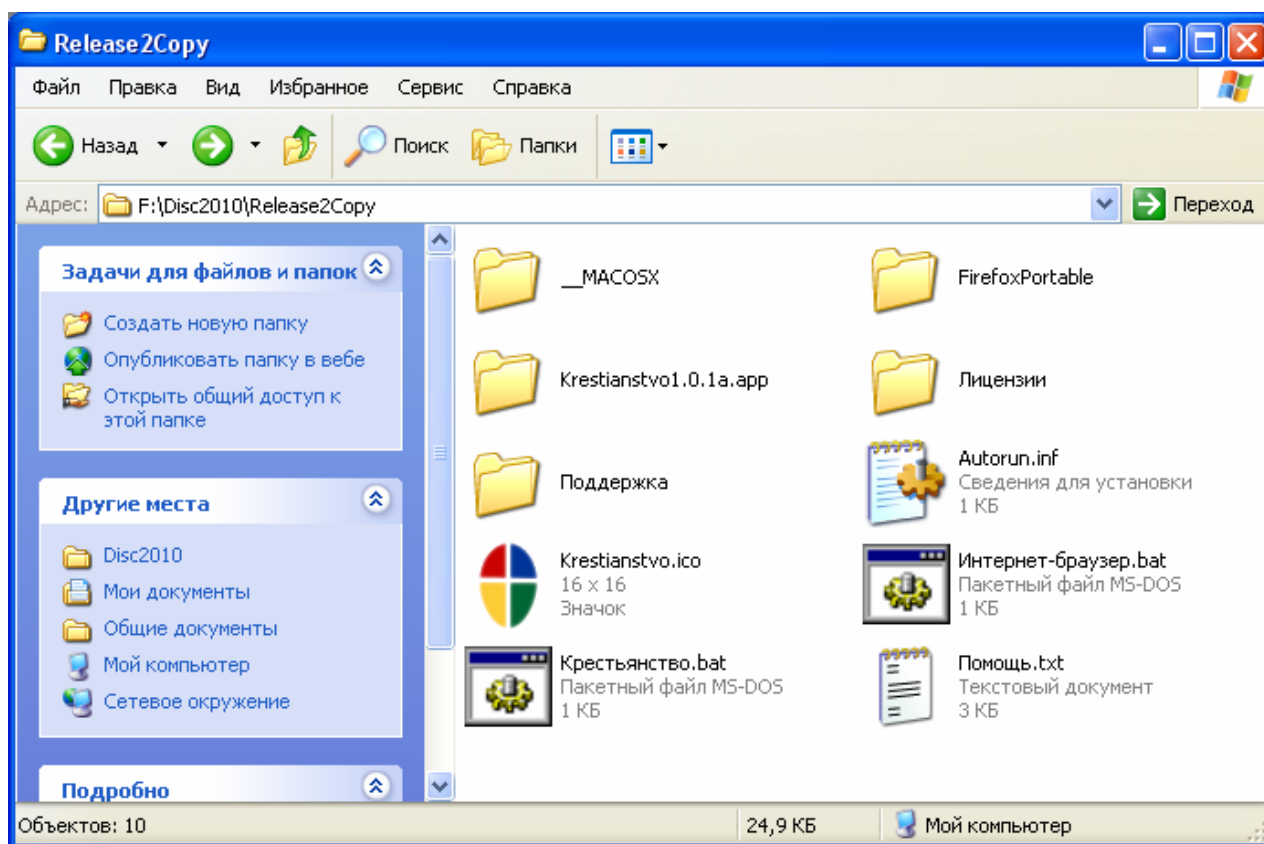 Release2Copy
Файл Правка Вид Избранное Сервис Справка
Назад Поиск Папки
Адрес: F:\Disc2010\Release2Copy Переход
Задачи для файлов и папок
Создать новую папку
Опубликовать папку в вебе
Открыть общий доступ к
этой папке
Другие места
Disc2010
Мои документы
Общие документы
Мой компьютер
Сетевое окружение
Подробно
__MACOSX
FirefoxPortable
Krestianstvo1.0.1a.app
Лицензии
Поддержка
Autorun.inf
Сведения для установки
1 КБ
Krestianstvo.ico
16 x 16
Значок
Интернет-браузер.bat
Пакетный файл MS-DOS
1 КБ
Крестьянство.bat
Пакетный файл MS-DOS
1 КБ
Помощь.txt
Текстовый документ
3 КБ
Объектов: 10 24,9 КБ Мой компьютер